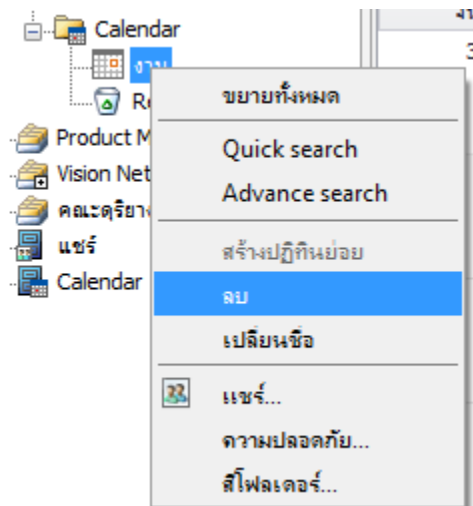 Calendar
งาน
ขยายทั้งหมด
Product M
Quick search
Vision Net
Advance search
คณะดุริยาง
แชร์
สร้างปฏิทินย่อย
Calendar
ลบ
เปลี่ยนชื่อ
แชร์...
ความปลอดภัย...
สีโฟลเดอร์...